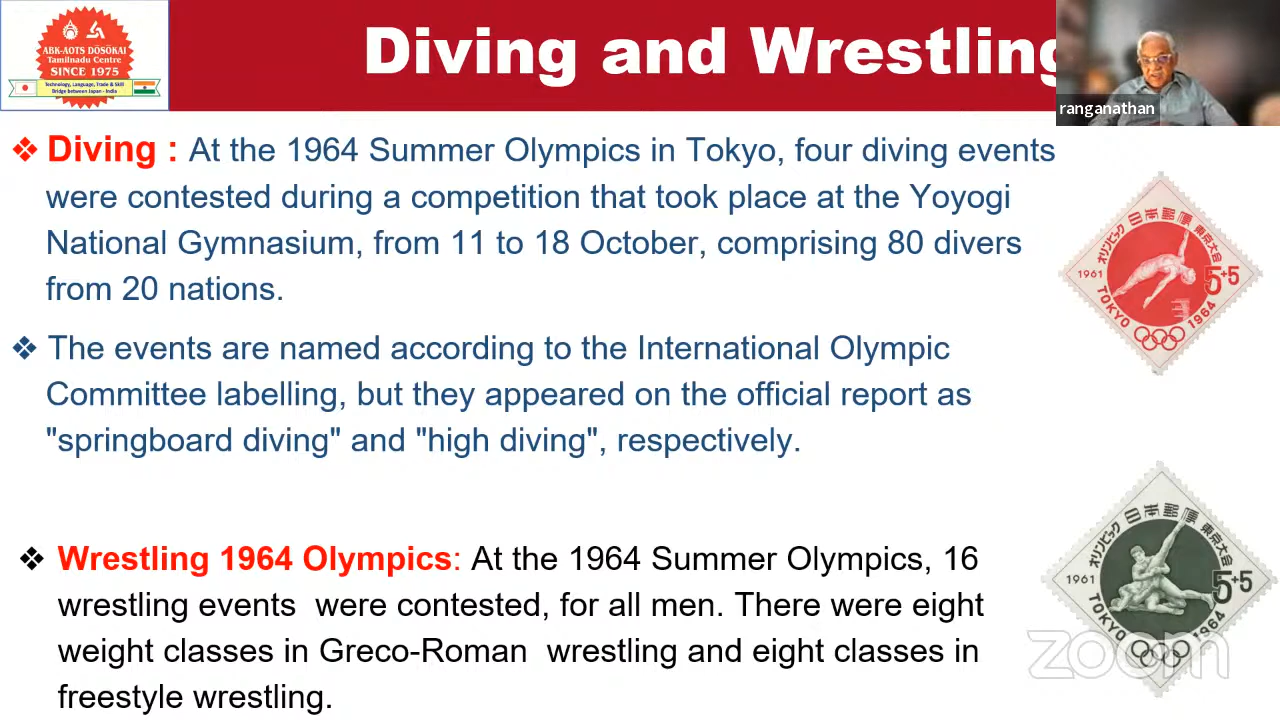 ABK-AOTS DŌSŌKAI
Tamilnadu Centre
SINCE 1975
Technology, Language, Trade & Skill
Bridge between Japan - India
Diving and Wrestling
ranganathan
❖ Diving : At the 1964 Summer Olympics in Tokyo, four diving events
were contested during a competition that took place at the Yoyogi
National Gymnasium, from 11 to 18 October, comprising 80 divers
from 20 nations.
❖ The events are named according to the International Olympic
Committee labelling, but they appeared on the official report as
"springboard diving" and "high diving", respectively.
❖ Wrestling 1964 Olympics: At the 1964 Summer Olympics, 16
wrestling events were contested, for all men. There were eight
weight classes in Greco-Roman wrestling and eight classes in
freestyle wrestling.
日本郵便
オリンピック 東京大会
1961
5+5
TOKYO 1964
日本郵便
オリンピック 東京大会
1961
5+5
TOKYO 1964
zoom